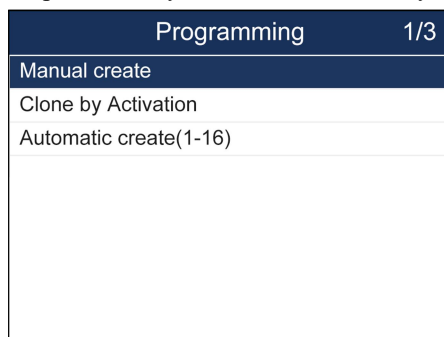 Programming 1/3
Manual create
Clone by Activation
Automatic create(1-16)